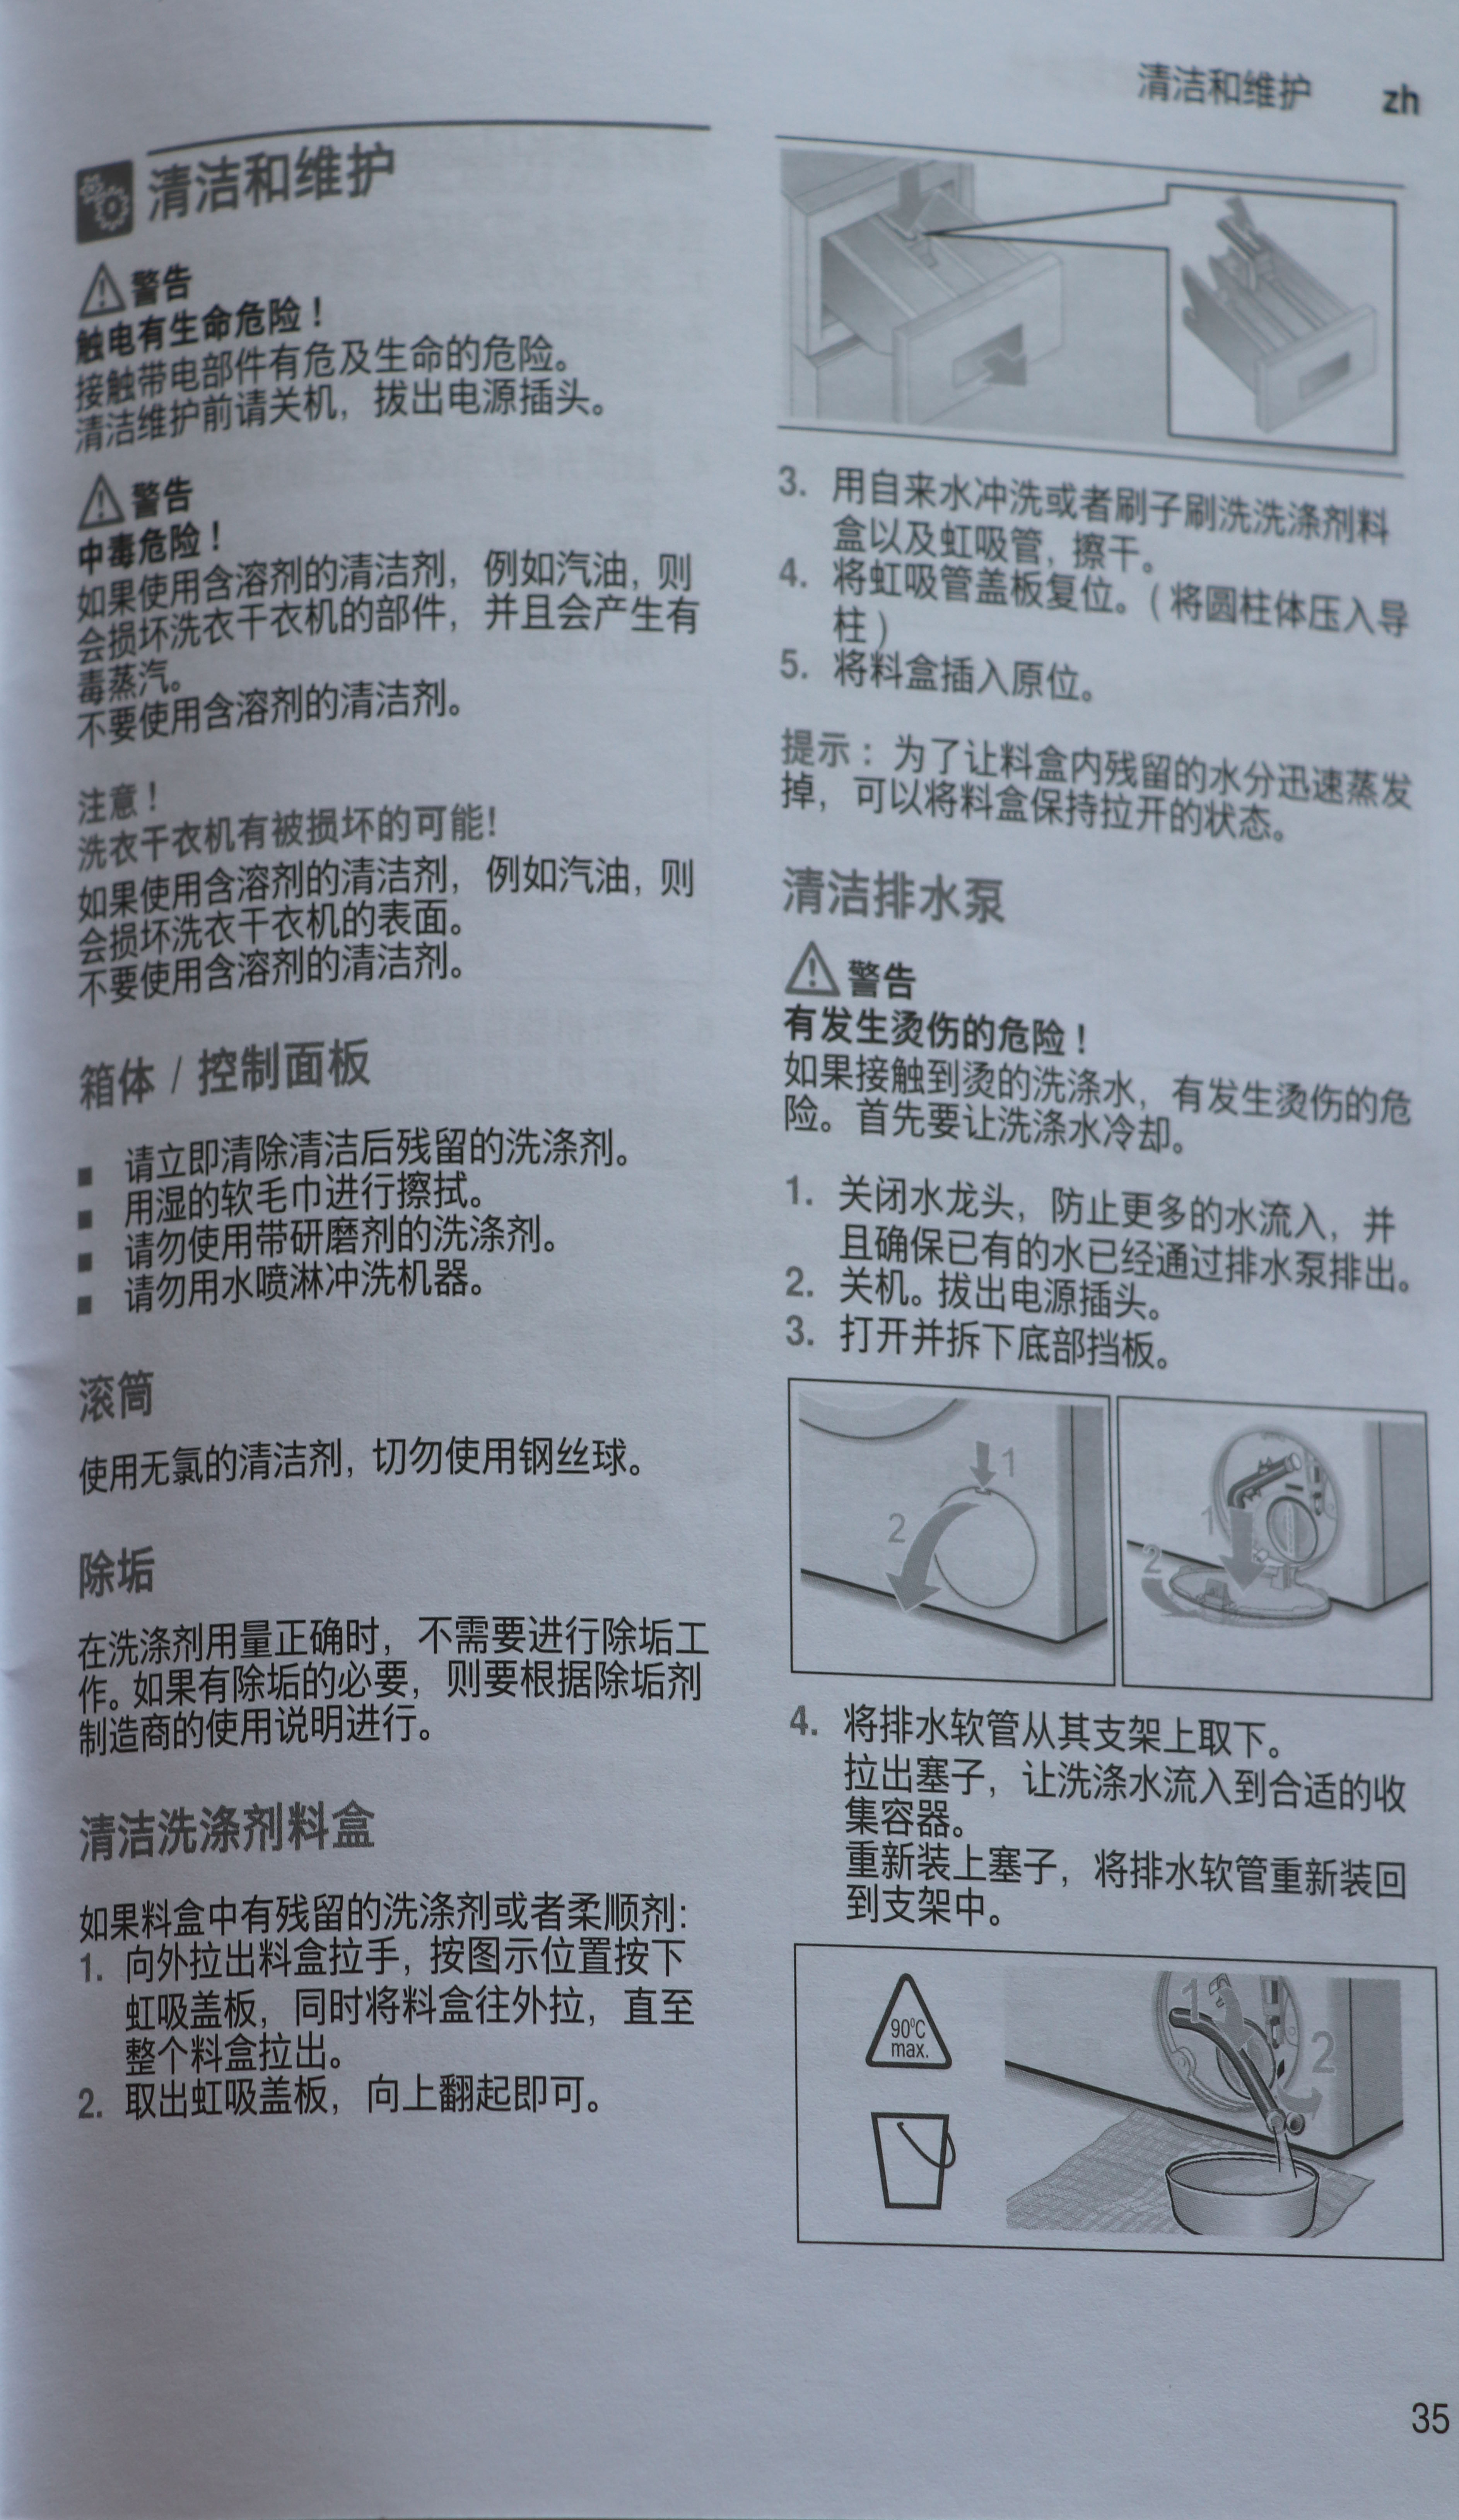 清洁和维护 zh
清洁和维护
警告
触电有生命危险！
接触带电部件有危及生命的危险。
清洁维护前请关机，拔出电源插头。
警告
中毒危险！
如果使用含溶剂的清洁剂，例如汽油，则
会损坏洗衣干衣机的部件，并且会产生有
毒蒸汽。
不要使用含溶剂的清洁剂。
注意！
洗衣干衣机有被损坏的可能！
如果使用含溶剂的清洁剂，例如汽油，则
会损坏洗衣干衣机的表面。
不要使用含溶剂的清洁剂。
箱体 / 控制面板
■ 请立即清除清洁后残留的洗涤剂。
■ 用湿的软毛巾进行擦拭。
■ 请勿使用带研磨剂的洗涤剂。
■ 请勿用水喷淋冲洗机器。
滚筒
使用无氯的清洁剂，切勿使用钢丝球。
除垢
在洗涤剂用量正确时，不需要进行除垢工
作。如果有除垢的必要，则要根据除垢剂
制造商的使用说明进行。
清洁洗涤剂料盒
如果料盒中有残留的洗涤剂或者柔顺剂：
1. 向外拉出料盒拉手，按图示位置按下
虹吸盖板，同时将料盒往外拉，直至
整个料盒拉出。
2. 取出虹吸盖板，向上翻起即可。
3. 用自来水冲洗或者刷子刷洗洗涤剂料
盒以及虹吸管，擦干。
4. 将虹吸管盖板复位。（将圆柱体压入导
柱）
5. 将料盒插入原位。
提示：为了让料盒内残留的水分迅速蒸发
掉，可以将料盒保持拉开的状态。
清洁排水泵
警告
有发生烫伤的危险！
如果接触到烫的洗涤水，有发生烫伤的危
险。首先要让洗涤水冷却。
1. 关闭水龙头，防止更多的水流入，并
且确保已有的水已经通过排水泵排出。
2. 关机。拔出电源插头。
3. 打开并拆下底部挡板。
1
2
1
2
4. 将排水软管从其支架上取下。
拉出塞子，让洗涤水流入到合适的收
集容器。
重新装上塞子，将排水软管重新装回
到支架中。
90°C
max.
1
2
35